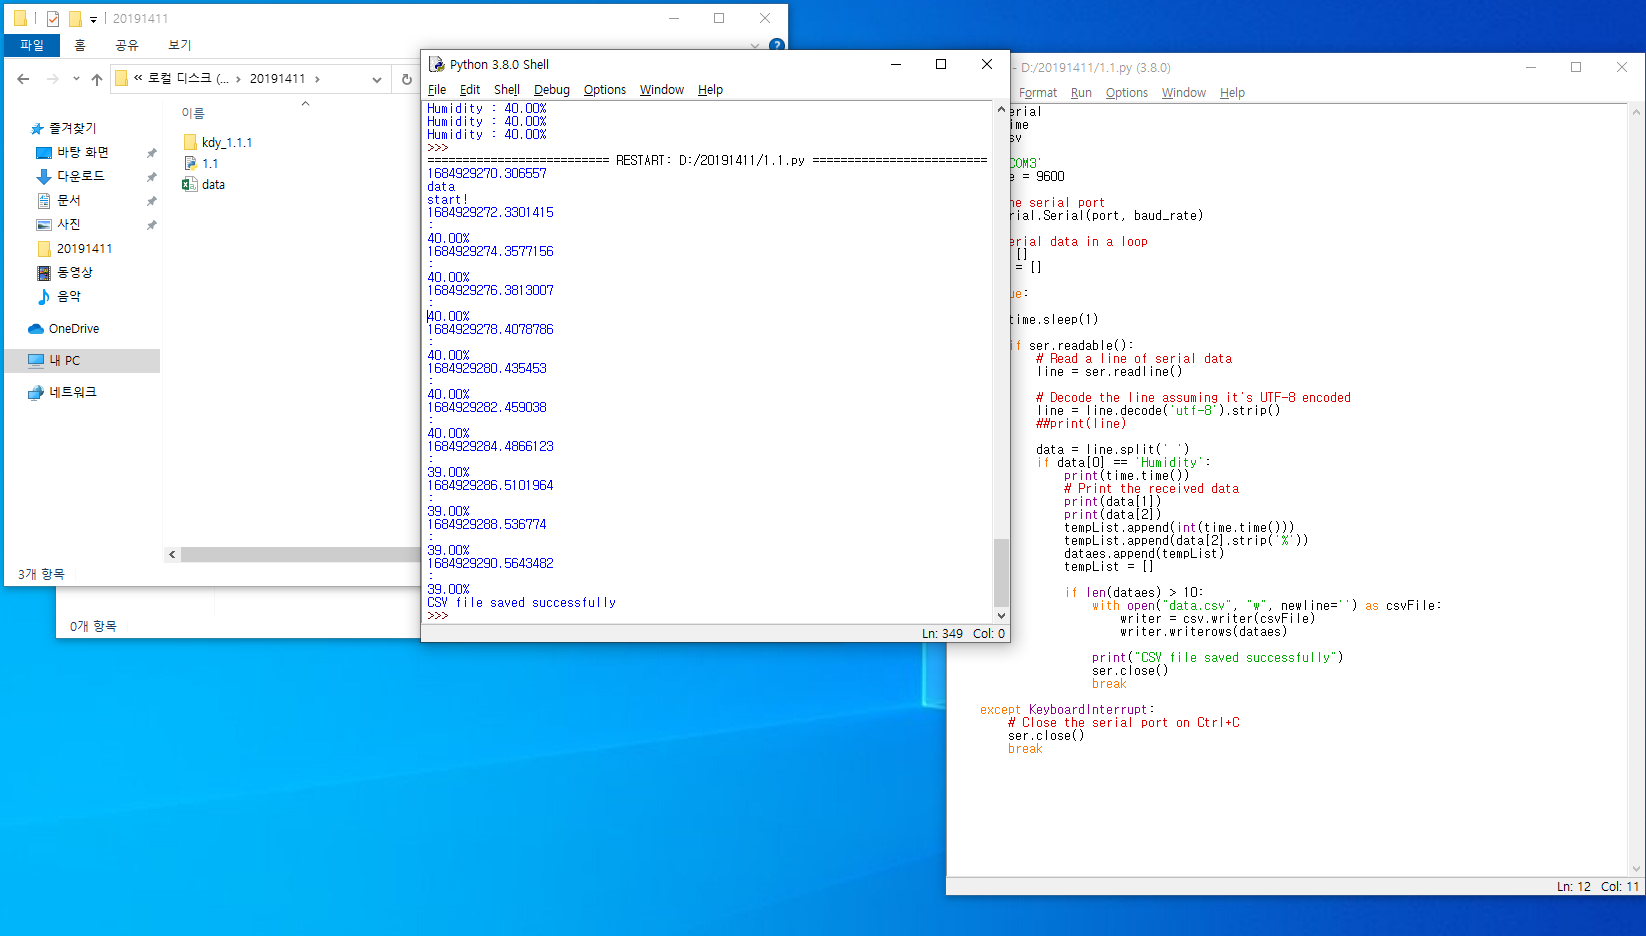 20191411
파일 홈 공유 보기
« 로컬 디스크 (... > 20191411 >
이름
즐겨찾기
바탕 화면
다운로드
문서
사진
20191411
동영상
음악
OneDrive
내 PC
네트워크
kdy_1.1.1
1.1
data
3개 항목
0개 항목
Python 3.8.0 Shell
File Edit Shell Debug Options Window Help
Humidity : 40.00%
Humidity : 40.00%
Humidity : 40.00%
>>>
========================== RESTART: D:/20191411/1.1.py =========================
1684929270.306557
data
start!
1684929272.3301415
:
40.00%
1684929274.3577156
:
40.00%
1684929276.3813007
:
40.00%
1684929278.4078786
:
40.00%
1684929280.435453
:
40.00%
1684929282.459038
:
40.00%
1684929284.4866123
:
39.00%
1684929286.5101964
:
39.00%
1684929288.536774
:
39.00%
1684929290.5643482
:
39.00%
CSV file saved successfully
>>>
Ln: 349 Col: 0
- D:/20191411/1.1.py (3.8.0)
Format Run Options Window Help
erial
ime
sv
COM3'
e = 9600
he serial port
rial.Serial(port, baud_rate)
erial data in a loop
[]
= []
ue:
time.sleep(1)
if ser.readable():
# Read a line of serial data
line = ser.readline()
# Decode the line assuming it's UTF-8 encoded
line = line.decode('utf-8').strip()
##print(line)
data = line.split(' ')
if data[0] == 'Humidity':
print(time.time())
# Print the received data
print(data[1])
print(data[2])
tempList.append(int(time.time()))
tempList.append(data[2].strip('%'))
dataes.append(tempList)
tempList = []
if len(dataes) > 10:
with open("data.csv", "w", newline='') as csvFile:
writer = csv.writer(csvFile)
writer.writerows(dataes)
print("CSV file saved successfully")
ser.close()
break
except KeyboardInterrupt:
# Close the serial port on Ctrl+C
ser.close()
break
Ln: 12 Col: 11